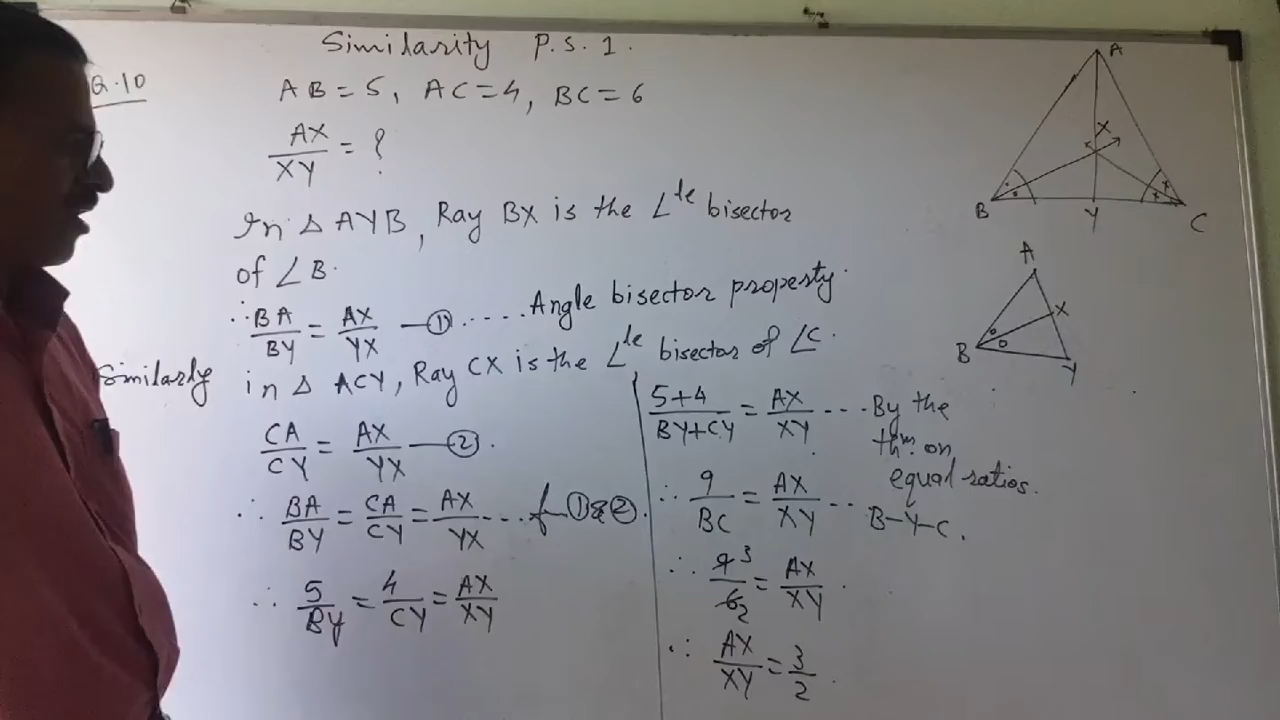 Similarity P.S.1.
Q.10
AB=5, AC=4, BC=6
AX/XY = ?
In △ AYB, Ray BX is the ∠le bisector
of ∠B.
∴ BA/BY = AX/YX —① ..... Angle bisector property.
Similarly in △ ACY, Ray CX is the ∠le bisector of ∠C.
CA/CY = AX/YX —②.
∴ BA/BY = CA/CY = AX/YX ... f— ① & ②.
∴ 5/BY = 4/CY = AX/XY
5+4/BY+CY = AX/XY --- By the
thm. on
equal ratios.
∴ 9/BC = AX/XY --- B-Y-C.
∴ 9 3/6 2 = AX/XY.
∴ AX/XY = 3/2.
A
X
B
Y
C
A
X
B
Y